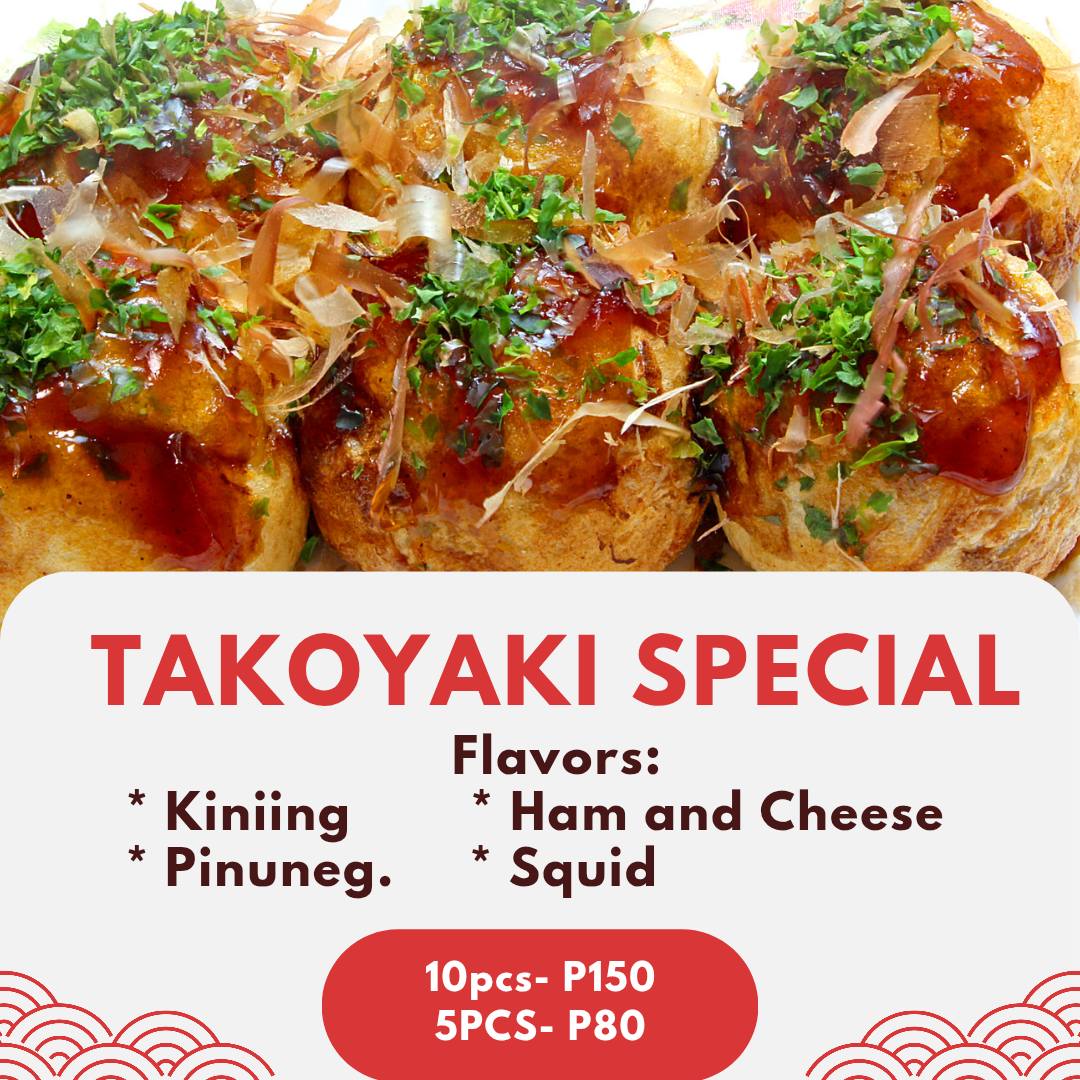 TAKOYAKI SPECIAL
Flavors:
* Kiniing
* Pinuneg.
* Ham and Cheese
* Squid
10pcs- P150
5PCS- P80